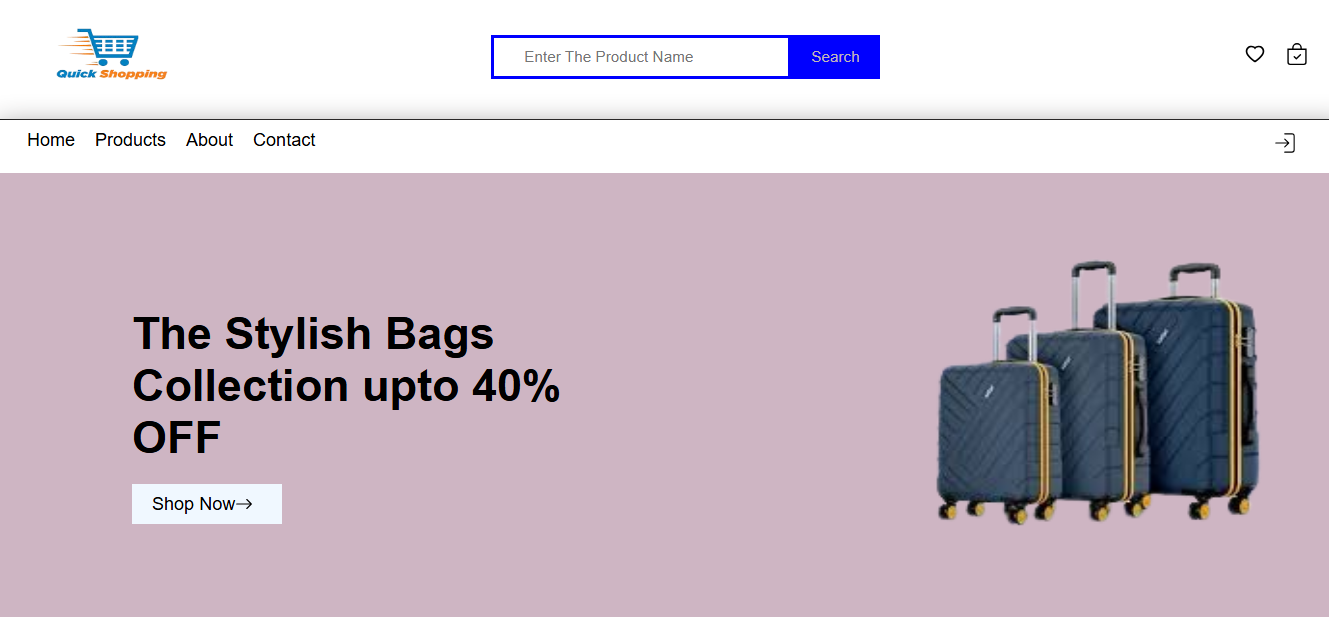 Quick Shopping
Enter The Product Name
Search
Home Products About Contact
The Stylish Bags
Collection upto 40%
OFF
Shop Now→